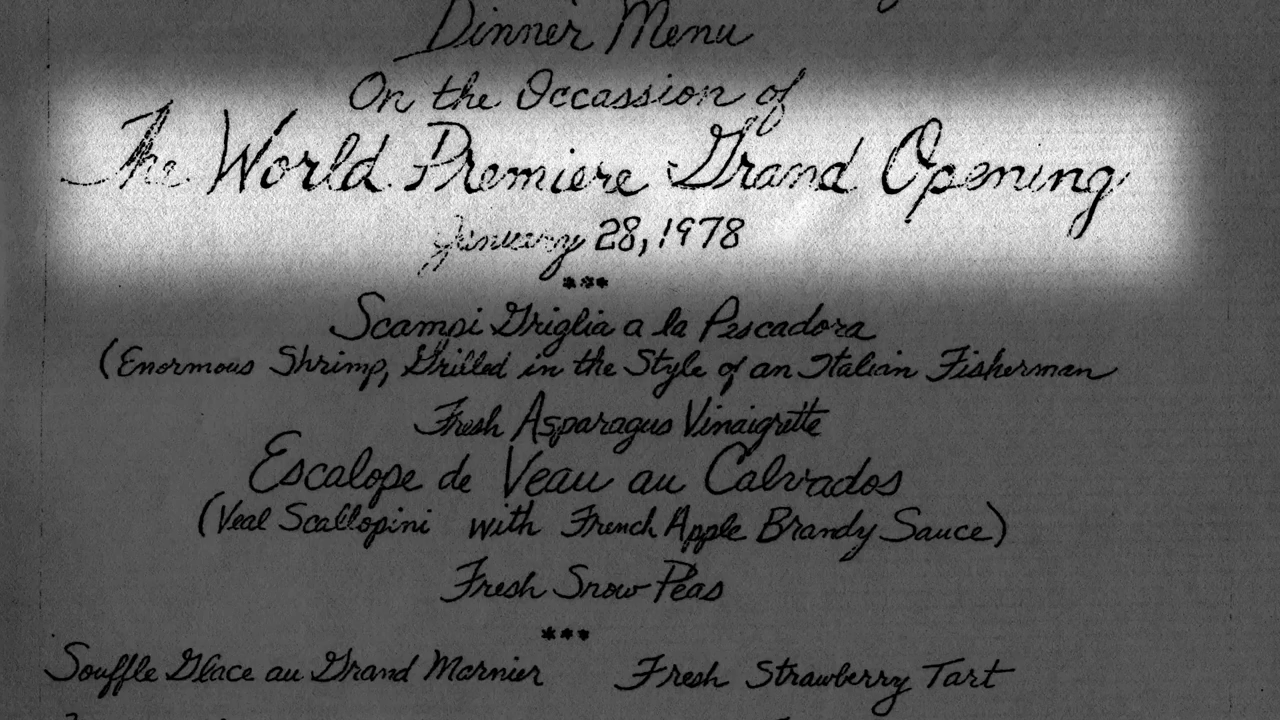 Dinner Menu
On the Occassion of
The World Premiere Grand Opening
January 28, 1978
***
Scampi Griglia a la Pescadora
(Enormous Shrimp, Grilled in the Style of an Italian Fisherman
Fresh Asparagus Vinaigrette
Escalope de Veau au Calvados
(Veal Scallopini with French Apple Brandy Sauce)
Fresh Snow Peas
***
Souffle Glace au Grand Marnier Fresh Strawberry Tart